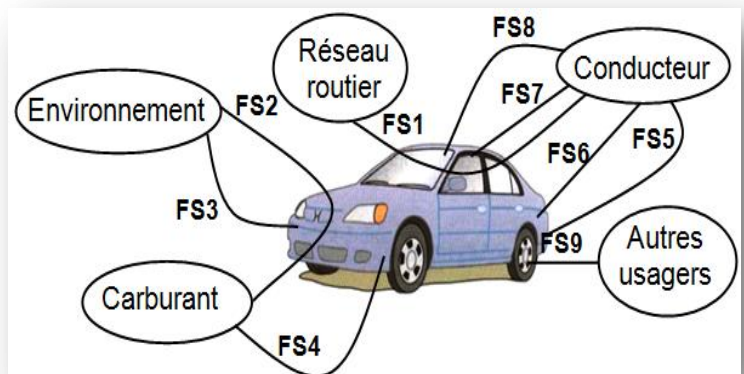 FS8
Réseau
routier
Conducteur
FS7
Environnement
FS2
FS1
FS6
FS5
FS3
FS9
Autres
usagers
Carburant
FS4